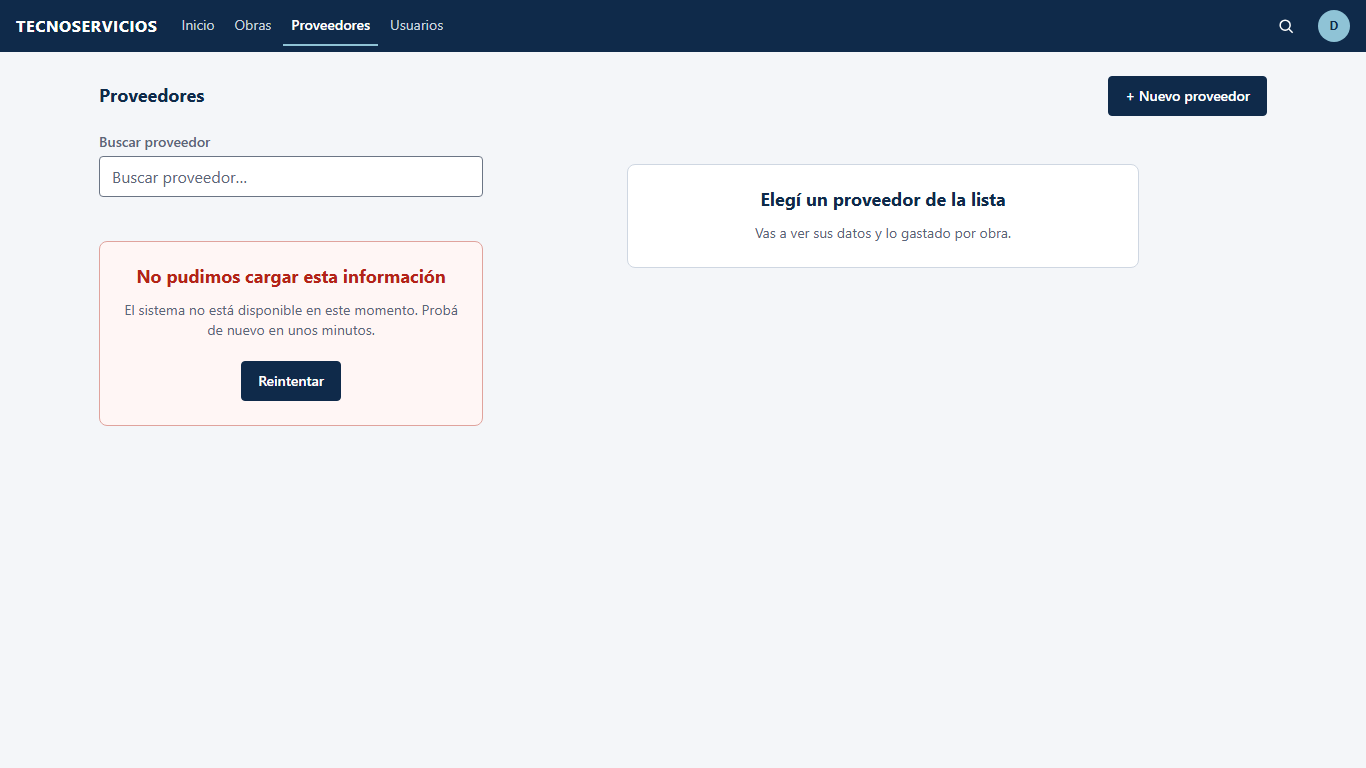 TECNOSERVICIOS
Inicio
Obras
Proveedores
Usuarios
D
Proveedores
+ Nuevo proveedor
Buscar proveedor
Buscar proveedor...
No pudimos cargar esta información
El sistema no está disponible en este momento. Probá
de nuevo en unos minutos.
Reintentar
Elegí un proveedor de la lista
Vas a ver sus datos y lo gastado por obra.